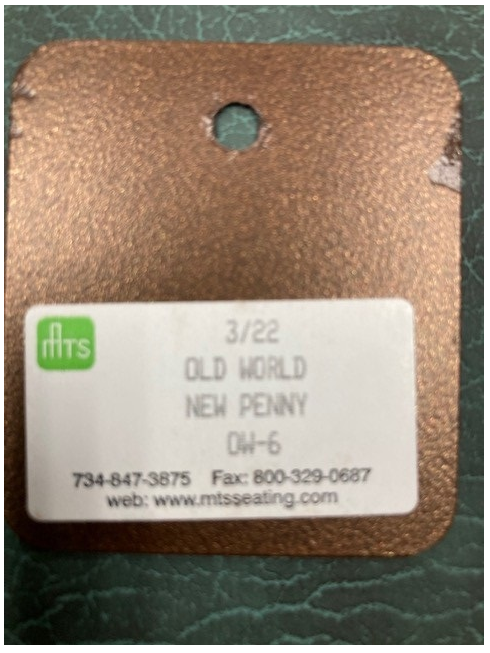 mTS
3/22
OLD WORLD
NEW PENNY
OW-6
734-847-3875 Fax: 800-329-0687
web: www.mtsseating.com